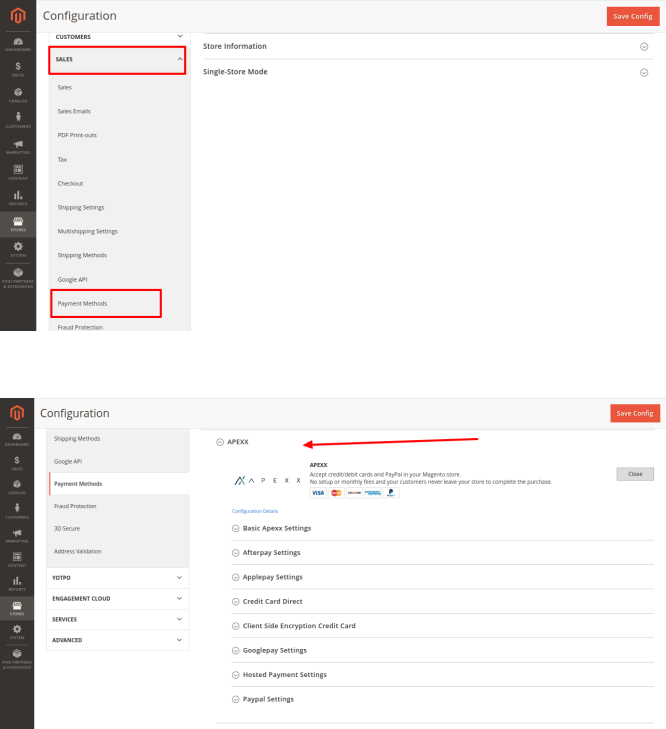 Configuration
Save Config
CUSTOMERS
SALES
Sales
Sales Emails
PDF Print-outs
Tax
Checkout
Shipping Settings
Multishipping Settings
Shipping Methods
Google API
Payment Methods
Fraud Protection
Store Information
Single-Store Mode
DASHBOARD
SALES
CATALOG
CUSTOMERS
MARKETING
CONTENT
REPORTS
STORES
SYSTEM
FIND PARTNERS
& EXTENSIONS
Configuration
Save Config
Shipping Methods
Google API
Payment Methods
Fraud Protection
3D Secure
Address Validation
YOTPO
ENGAGEMENT CLOUD
SERVICES
ADVANCED
APEXX
APEXX
APEXX
Accept credit/debit cards and PayPal in your Magento store.
No setup or monthly fees and your customers never leave your store to complete the purchase.
VISA
Close
Configuration Details
Basic Apexx Settings
Afterpay Settings
Applepay Settings
Credit Card Direct
Client Side Encryption Credit Card
Googlepay Settings
Hosted Payment Settings
Paypal Settings
DASHBOARD
SALES
CATALOG
CUSTOMERS
MARKETING
CONTENT
REPORTS
STORES
SYSTEM
FIND PARTNERS
& EXTENSIONS